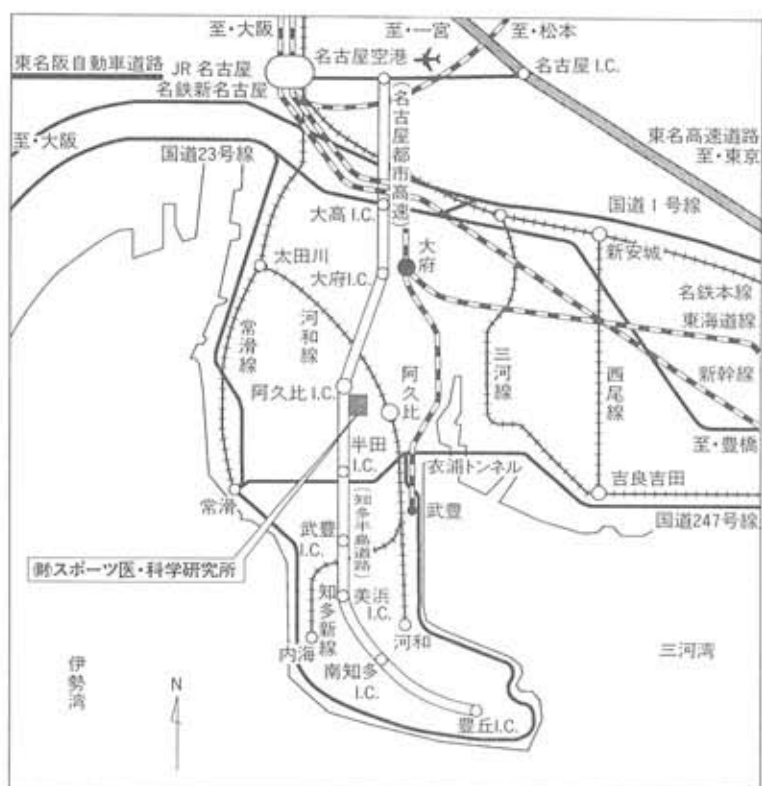 至・大阪
至・一宮
至・松本
名古屋空港
東名阪自動車道路
JR 名古屋
名鉄新名古屋
名古屋 I.C.
(名古屋都市高速)
東名高速道路
至・東京
至・大阪
国道23号線
大高 I.C.
国道1号線
太田川
大府I.C.
大府
新安城
名鉄本線
東海道線
常滑線
河和線
三河線
西尾線
新幹線
阿久比 I.C.
阿久比
至・豊橋
半田
I.C.
衣浦トンネル
吉良吉田
常滑
武豊
国道247号線
(知多半島道路)
武豊
I.C.
㈶スポーツ医・科学研究所
知多新線
美浜
I.C.
内海
河和
三河湾
伊勢湾
N
南知多
I.C.
豊丘I.C.